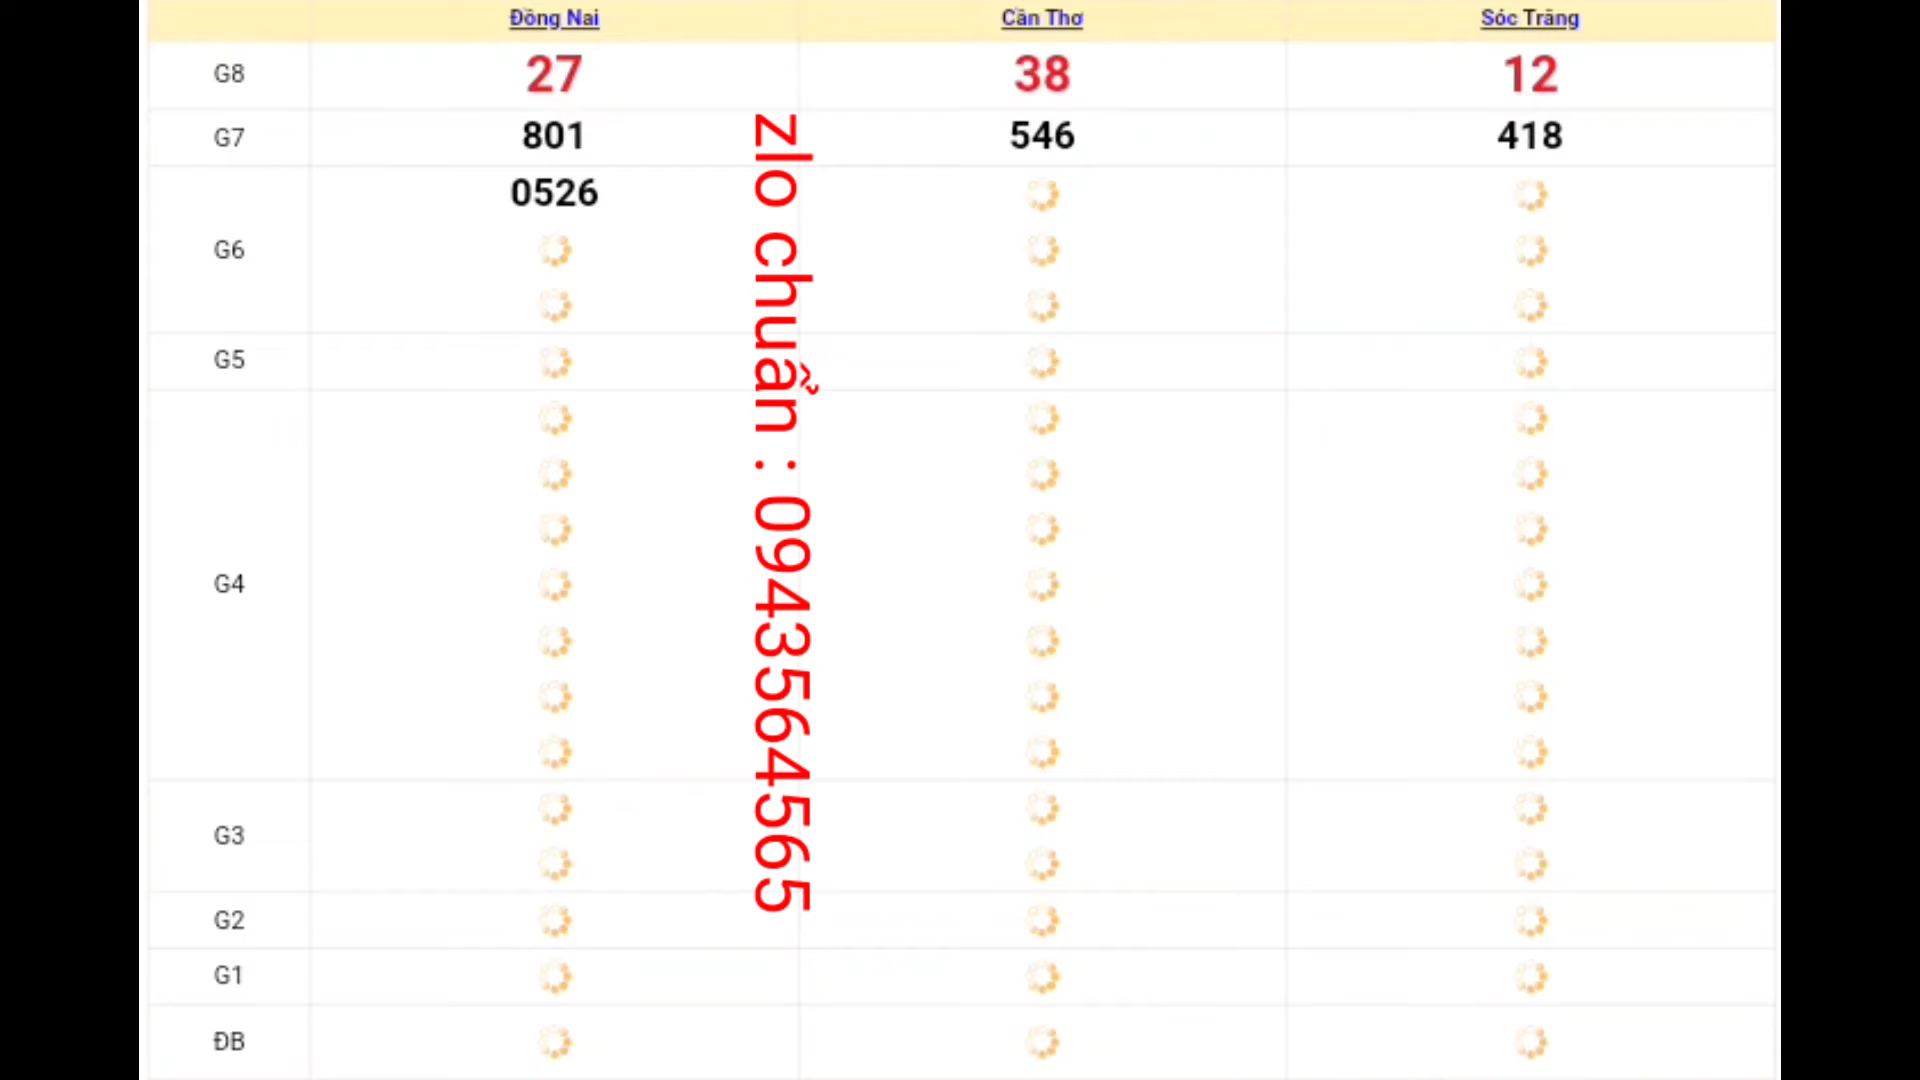 Đồng Nai Cần Thơ Sóc Trăng
G8 27 38 12
G7 801 546 418
0526
G6
G5
G4
G3
G2
G1
ĐB
zlo chuẩn : 0943564565